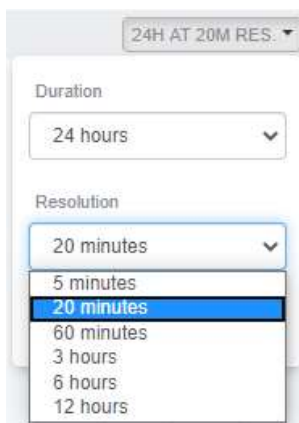 24H AT 20M RES.
Duration
24 hours
Resolution
20 minutes
5 minutes
20 minutes
60 minutes
3 hours
6 hours
12 hours